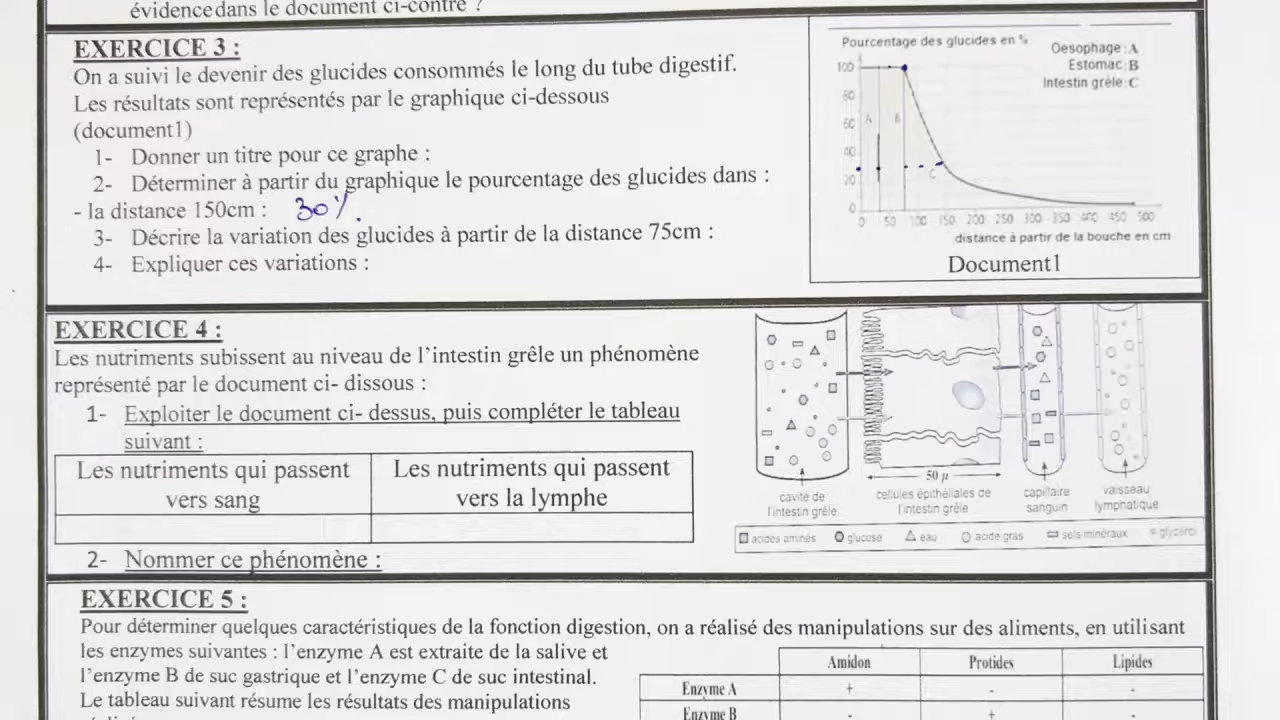 évidence dans le document ci-contre ?
EXERCICE 3 :
On a suivi le devenir des glucides consommés le long du tube digestif.
Les résultats sont représentés par le graphique ci-dessous
(document1)
1- Donner un titre pour ce graphe :
2- Déterminer à partir du graphique le pourcentage des glucides dans :
- la distance 150cm : 30%.
3- Décrire la variation des glucides à partir de la distance 75cm :
4- Expliquer ces variations :
Pourcentage des glucides en %
Oesophage : A
Estomac : B
Intestin grèle : C
100
80
60
40
20
0
A B C
0 50 100 150 200 250 300 350 400 450 500
distance à partir de la bouche en cm
Document1
EXERCICE 4 :
Les nutriments subissent au niveau de l'intestin grêle un phénomène
représenté par le document ci- dissous :
1- Exploiter le document ci- dessus, puis compléter le tableau
suivant :
Les nutriments qui passent
vers sang
Les nutriments qui passent
vers la lymphe
2- Nommer ce phénomène :
50 µ
cavité de
l'intestin grêle
cellules épithéliales de
l'intestin grêle
capillaire
sanguin
vaisseau
lymphatique
acides aminés glucose eau acide gras sels minéraux glycérol
EXERCICE 5 :
Pour déterminer quelques caractéristiques de la fonction digestion, on a réalisé des manipulations sur des aliments, en utilisant
les enzymes suivantes : l'enzyme A est extraite de la salive et
l'enzyme B de suc gastrique et l'enzyme C de suc intestinal.
Le tableau suivant résume les résultats des manipulations
Amidon Protides Lipides
Enzyme A + - -
Enzyme B - + -